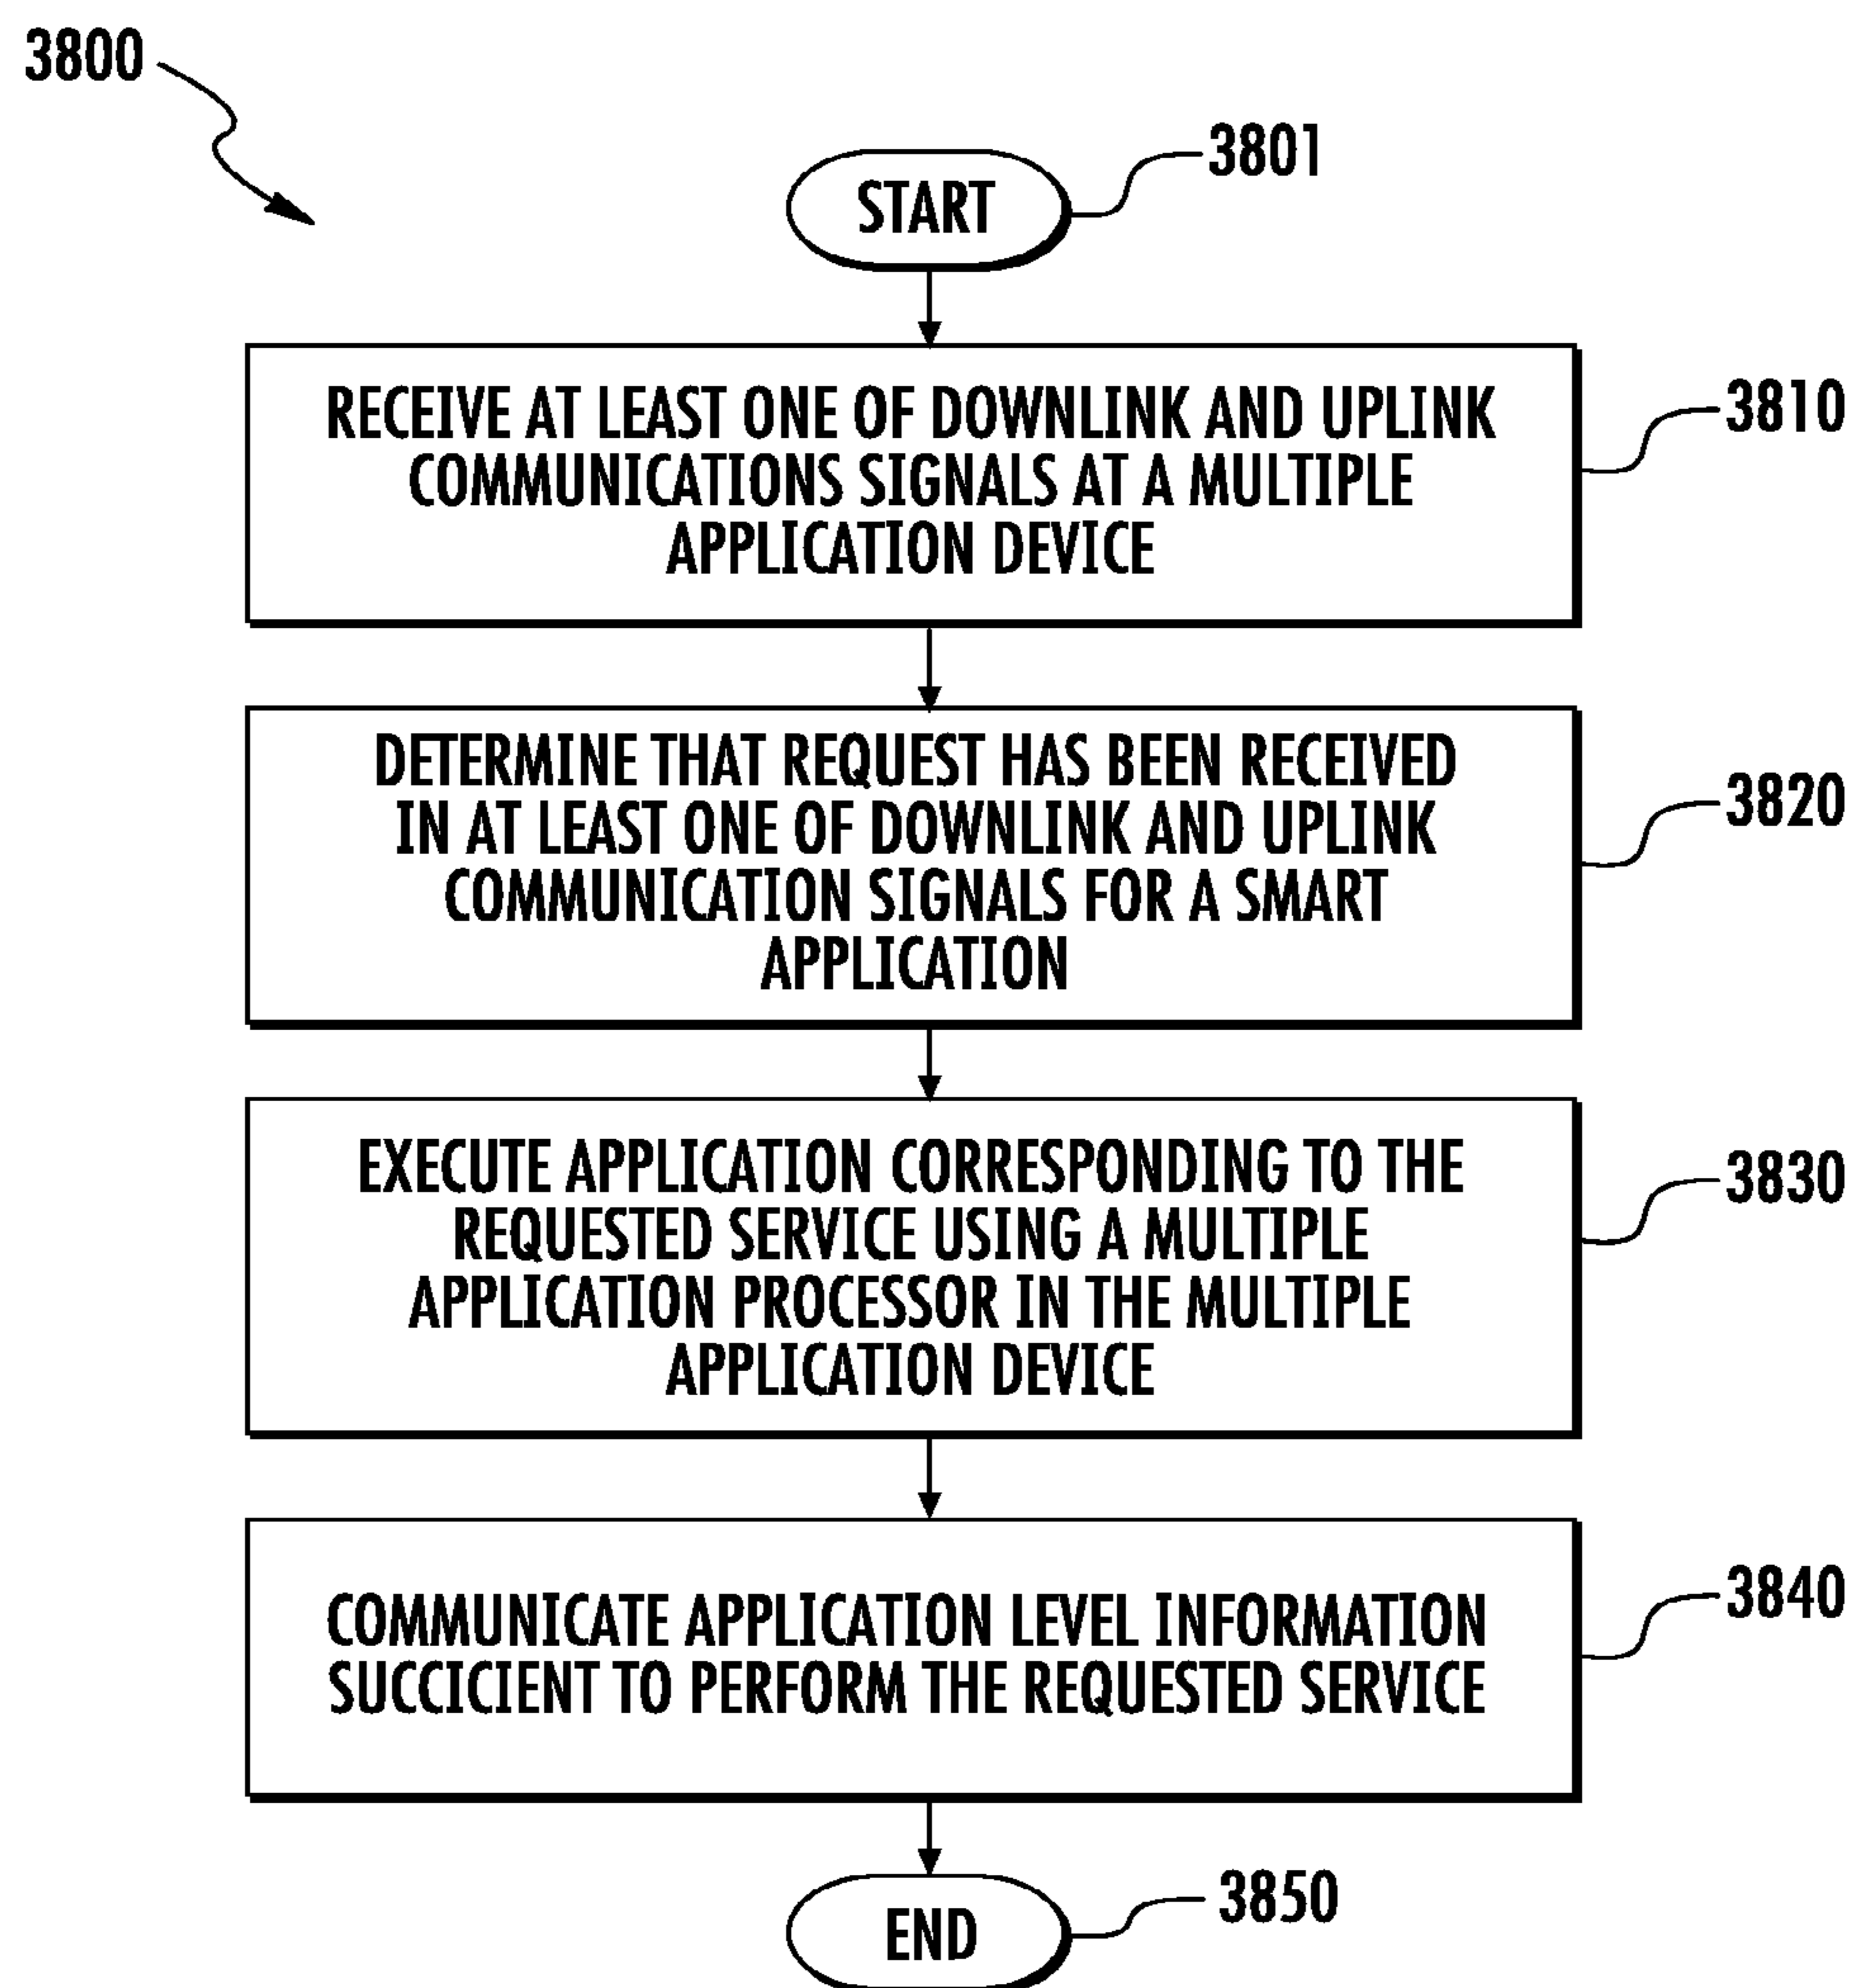 3800
3801
START
RECEIVE AT LEAST ONE OF DOWNLINK AND UPLINK
COMMUNICATIONS SIGNALS AT A MULTIPLE
APPLICATION DEVICE
3810
DETERMINE THAT REQUEST HAS BEEN RECEIVED
IN AT LEAST ONE OF DOWNLINK AND UPLINK
COMMUNICATION SIGNALS FOR A SMART
APPLICATION
3820
EXECUTE APPLICATION CORRESPONDING TO THE
REQUESTED SERVICE USING A MULTIPLE
APPLICATION PROCESSOR IN THE MULTIPLE
APPLICATION DEVICE
3830
COMMUNICATE APPLICATION LEVEL INFORMATION
SUCCICIENT TO PERFORM THE REQUESTED SERVICE
3840
END
3850